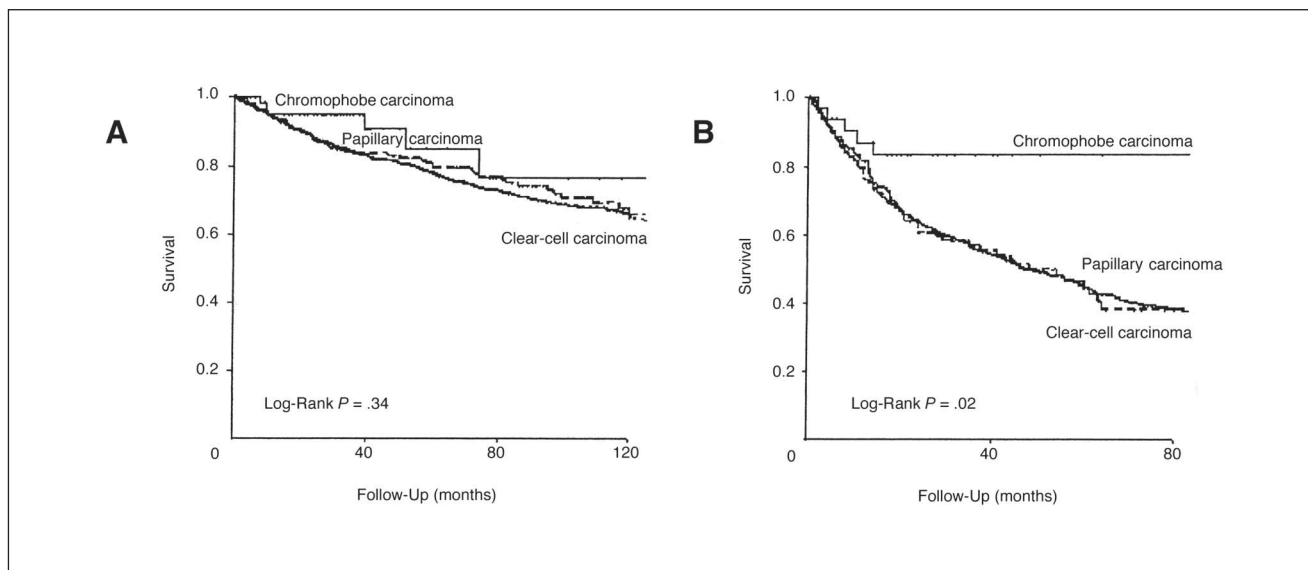 A
1.0
0.8
0.6
0.4
0.2
0
Survival
Chromophobe carcinoma
Papillary carcinoma
Clear-cell carcinoma
Log-Rank P = .34
40
80
120
Follow-Up (months)
B
1.0
0.8
0.6
0.4
0.2
0
Survival
Chromophobe carcinoma
Papillary carcinoma
Clear-cell carcinoma
Log-Rank P = .02
40
80
Follow-Up (months)